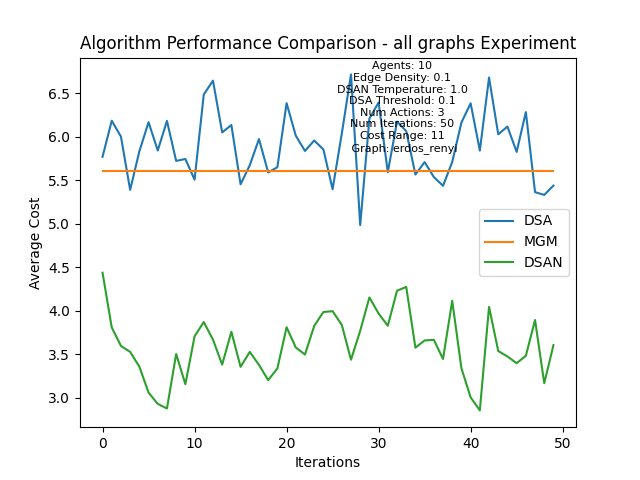 Algorithm Performance Comparison - all graphs Experiment
Agents: 10
Edge Density: 0.1
DSAN Temperature: 1.0
DSA Threshold: 0.1
Num Actions: 3
Num Iterations: 50
Cost Range: 11
Graph: erdos_renyi
6.5
6.0
5.5
5.0
4.5
4.0
3.5
3.0
Average Cost
DSA
MGM
DSAN
0 10 20 30 40 50
Iterations